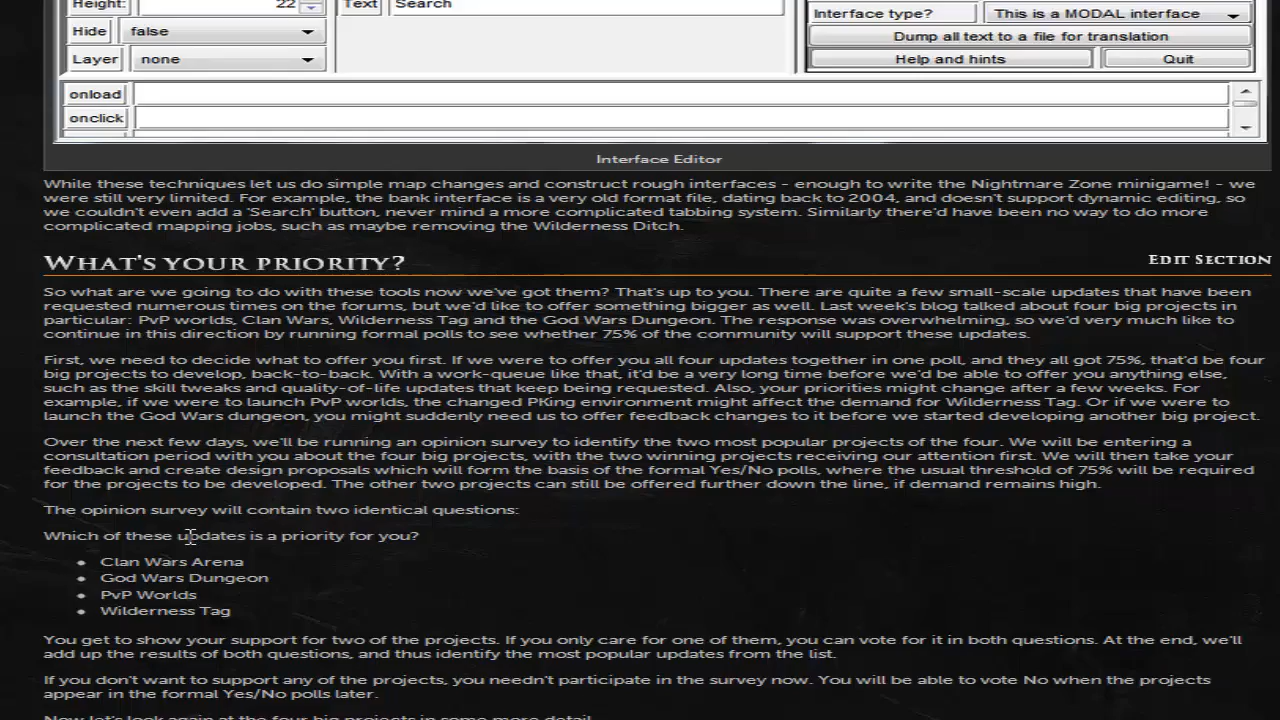 Height: 22 Text Search Interface type? This is a MODAL interface
Hide false Dump all text to a file for translation
Layer none Help and hints Quit
onload
onclick
Interface Editor
While these techniques let us do simple map changes and construct rough interfaces - enough to write the Nightmare Zone minigame! - we
were still very limited. For example, the bank interface is a very old format file, dating back to 2004, and doesn't support dynamic editing, so
we couldn't even add a 'Search' button, never mind a more complicated tabbing system. Similarly there'd have been no way to do more
complicated mapping jobs, such as maybe removing the Wilderness Ditch.
What's your priority? Edit Section
So what are we going to do with these tools now we've got them? That's up to you. There are quite a few small-scale updates that have been
requested numerous times on the forums, but we'd like to offer something bigger as well. Last week's blog talked about four big projects in
particular: PvP worlds, Clan Wars, Wilderness Tag and the God Wars Dungeon. The response was overwhelming, so we'd very much like to
continue in this direction by running formal polls to see whether 75% of the community will support these updates.
First, we need to decide what to offer you first. If we were to offer you all four updates together in one poll, and they all got 75%, that'd be four
big projects to develop, back-to-back. With a work-queue like that, it'd be a very long time before we'd be able to offer you anything else,
such as the skill tweaks and quality-of-life updates that keep being requested. Also, your priorities might change after a few weeks. For
example, if we were to launch PvP worlds, the changed PKing environment might affect the demand for Wilderness Tag. Or if we were to
launch the God Wars dungeon, you might suddenly need us to offer feedback changes to it before we started developing another big project.
Over the next few days, we'll be running an opinion survey to identify the two most popular projects of the four. We will be entering a
consultation period with you about the four big projects, with the two winning projects receiving our attention first. We will then take your
feedback and create design proposals which will form the basis of the formal Yes/No polls, where the usual threshold of 75% will be required
for the projects to be developed. The other two projects can still be offered further down the line, if demand remains high.
The opinion survey will contain two identical questions:
Which of these updates is a priority for you?
• Clan Wars Arena
• God Wars Dungeon
• PvP Worlds
• Wilderness Tag
You get to show your support for two of the projects. If you only care for one of them, you can vote for it in both questions. At the end, we'll
add up the results of both questions, and thus identify the most popular updates from the list.
If you don't want to support any of the projects, you needn't participate in the survey now. You will be able to vote No when the projects
appear in the formal Yes/No polls later.
Now let's look again at the four big projects in some more detail.